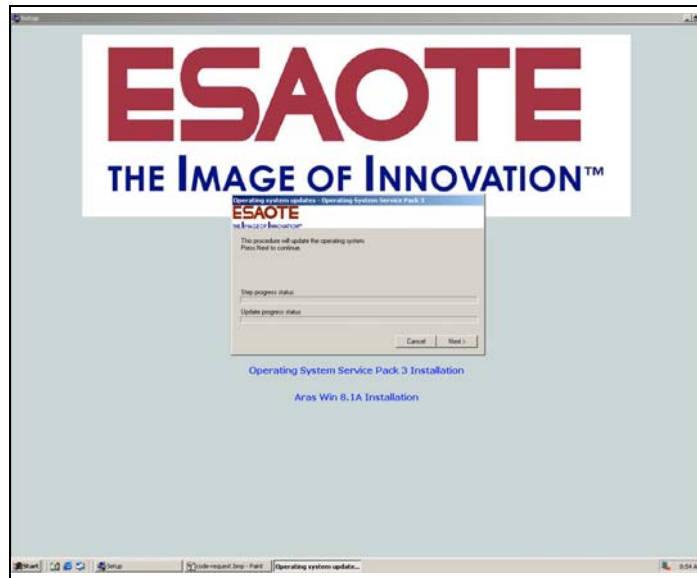 Setup
ESAOTE
THE IMAGE OF INNOVATION™
Operating system updates - Operating System Service Pack 3
ESAOTE
THE IMAGE OF INNOVATION™
This procedure will update the operating system.
Press Next to continue.
Step progress status
Update progress status
Cancel
Next >
Operating System Service Pack 3 Installation
Aras Win 8.1A Installation
Start
Setup
code-request.bmp - Paint
Operating system update...